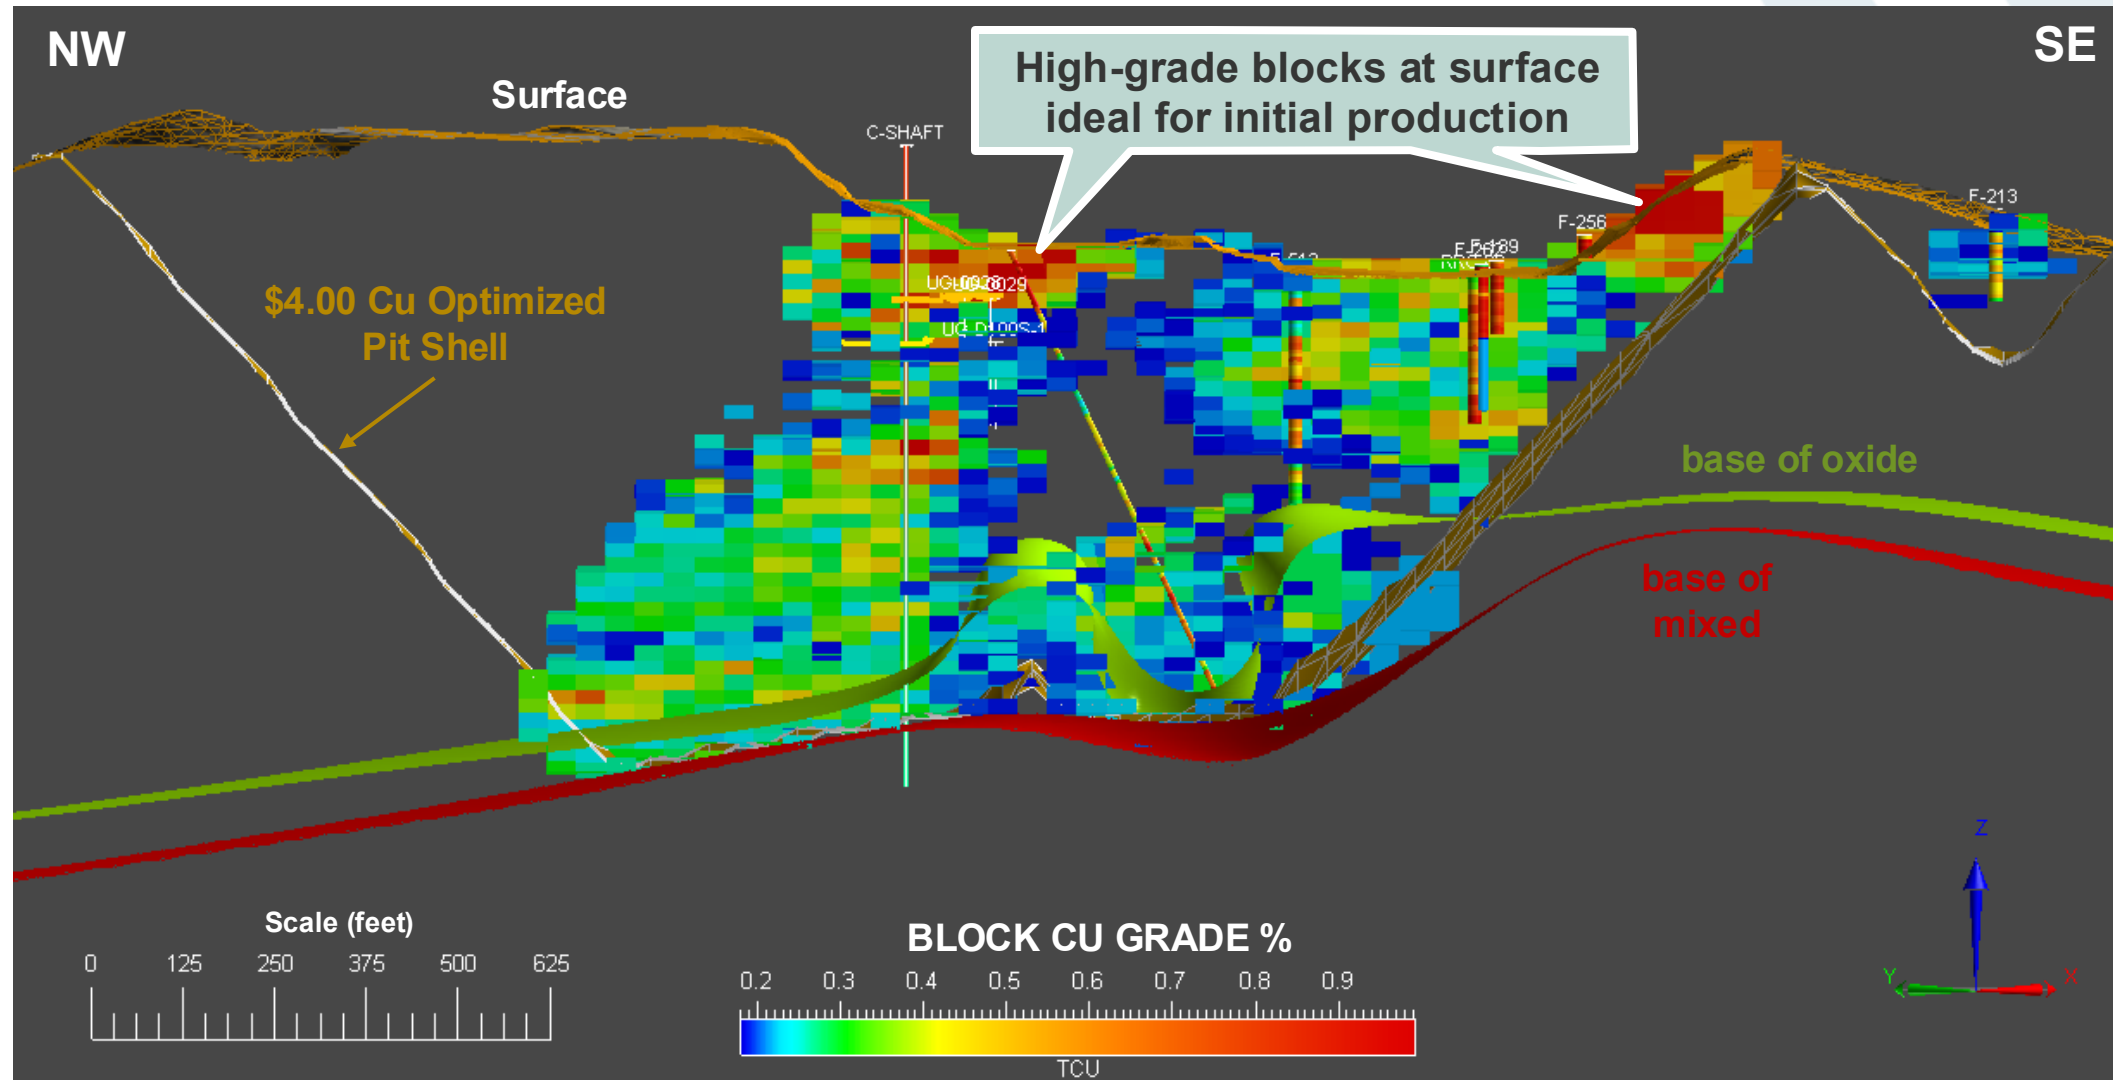 NW
SE
High-grade blocks at surface
ideal for initial production
Surface
C-SHAFT
F-213
F-256
$4.00 Cu Optimized
Pit Shell
base of oxide
base of
mixed
Scale (feet)
0 125 250 375 500 625
BLOCK CU GRADE %
0.2 0.3 0.4 0.5 0.6 0.7 0.8 0.9
TCU
Z
Y
X